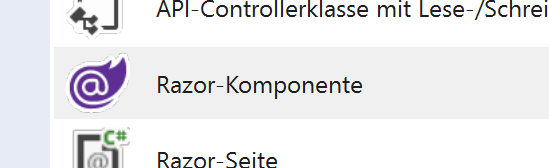 API-Controllerklasse mit Lese-/Schrei
@
Razor-Komponente
C#
@
Razor-Seite